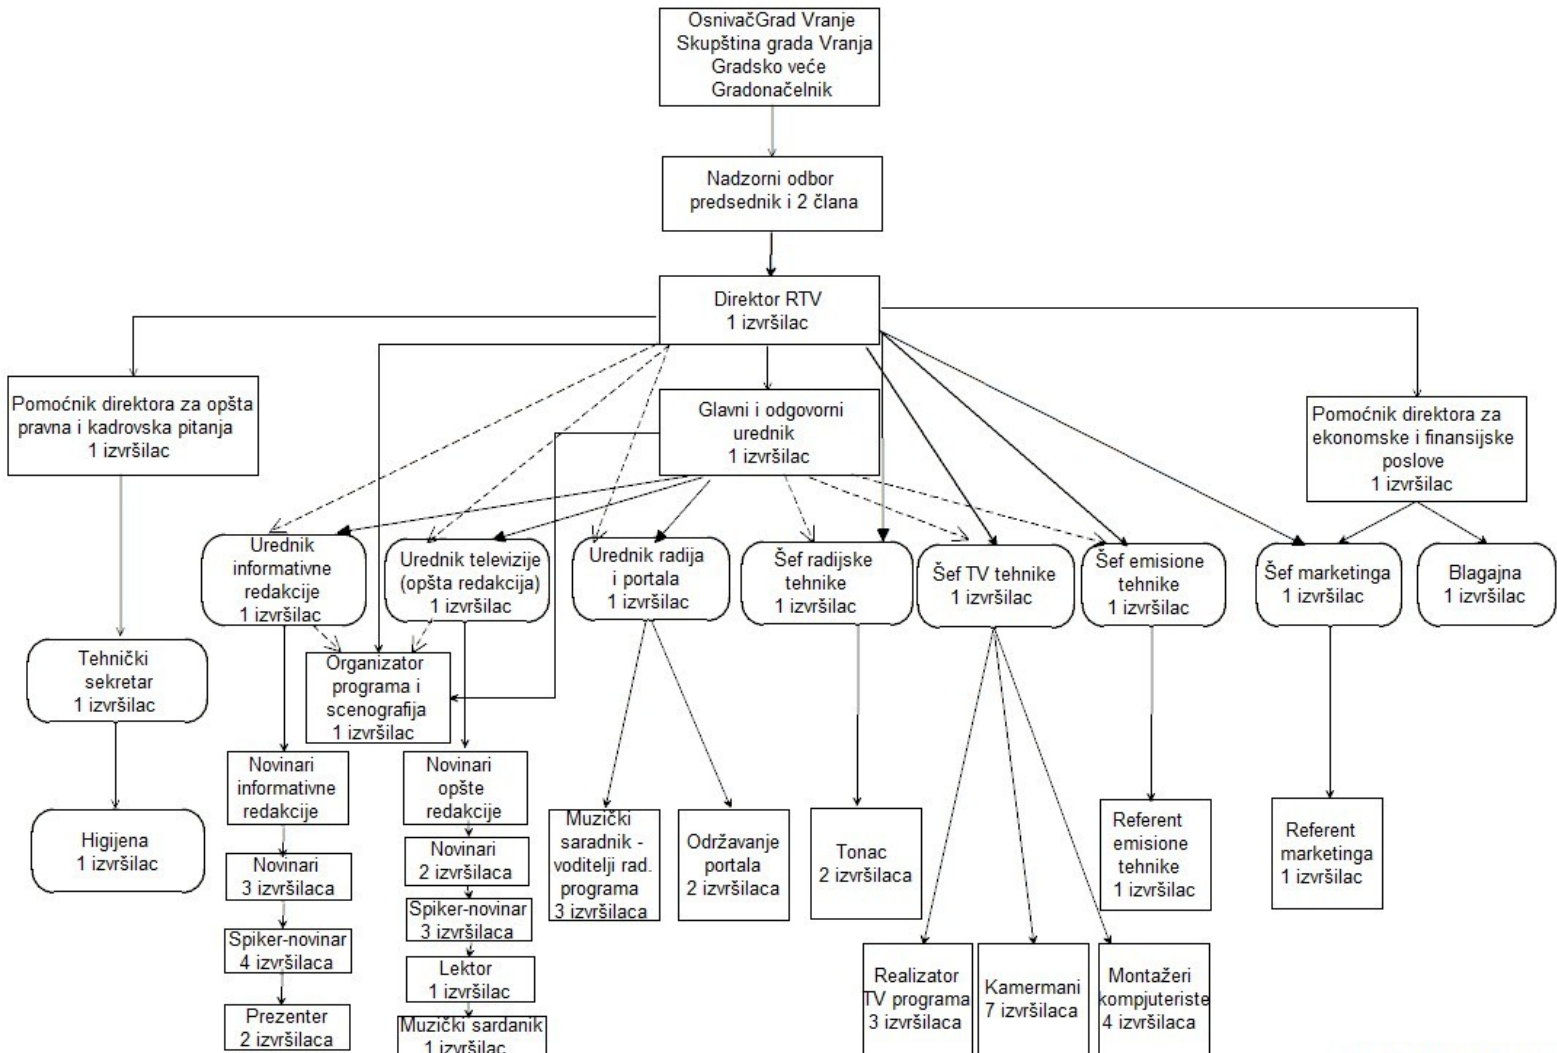 OsnivačGrad Vranje
Skupština grada Vranja
Gradsko veće
Gradonačelnik
Nadzorni odbor
predsednik i 2 člana
Direktor RTV
1 izvršilac
Pomoćnik direktora za opšta
pravna i kadrovska pitanja
1 izvršilac
Glavni i odgovorni
urednik
1 izvršilac
Pomoćnik direktora za
ekonomske i finansijske
poslove
1 izvršilac
Urednik
informativne
redakcije
1 izvršilac
Urednik televizije
(opšta redakcija)
1 izvršilac
Urednik radija
i portala
1 izvršilac
Šef radijske
tehnike
1 izvršilac
Šef TV tehnike
1 izvršilac
Šef emisione
tehnike
1 izvršilac
Šef marketinga
1 izvršilac
Blagajna
1 izvršilac
Tehnički
sekretar
1 izvršilac
Organizator
programa i
scenografija
1 izvršilac
Higijena
1 izvršilac
Novinari
informativne
redakcije
Novinari
3 izvršilaca
Spiker-novinar
4 izvršilaca
Prezenter
2 izvršilaca
Novinari
opšte
redakcije
Novinari
2 izvršilaca
Spiker-novinar
3 izvršilaca
Lektor
1 izvršilac
Muzički sardanik
1 izvršilac
Muzički
saradnik -
voditelji rad.
programa
3 izvršilaca
Održavanje
portala
2 izvršilaca
Tonac
2 izvršilaca
Realizator
TV programa
3 izvršilaca
Kamermani
7 izvršilaca
Montažeri
kompjuteriste
4 izvršilaca
Referent
emisione
tehnike
1 izvršilac
Referent
marketinga
1 izvršilac